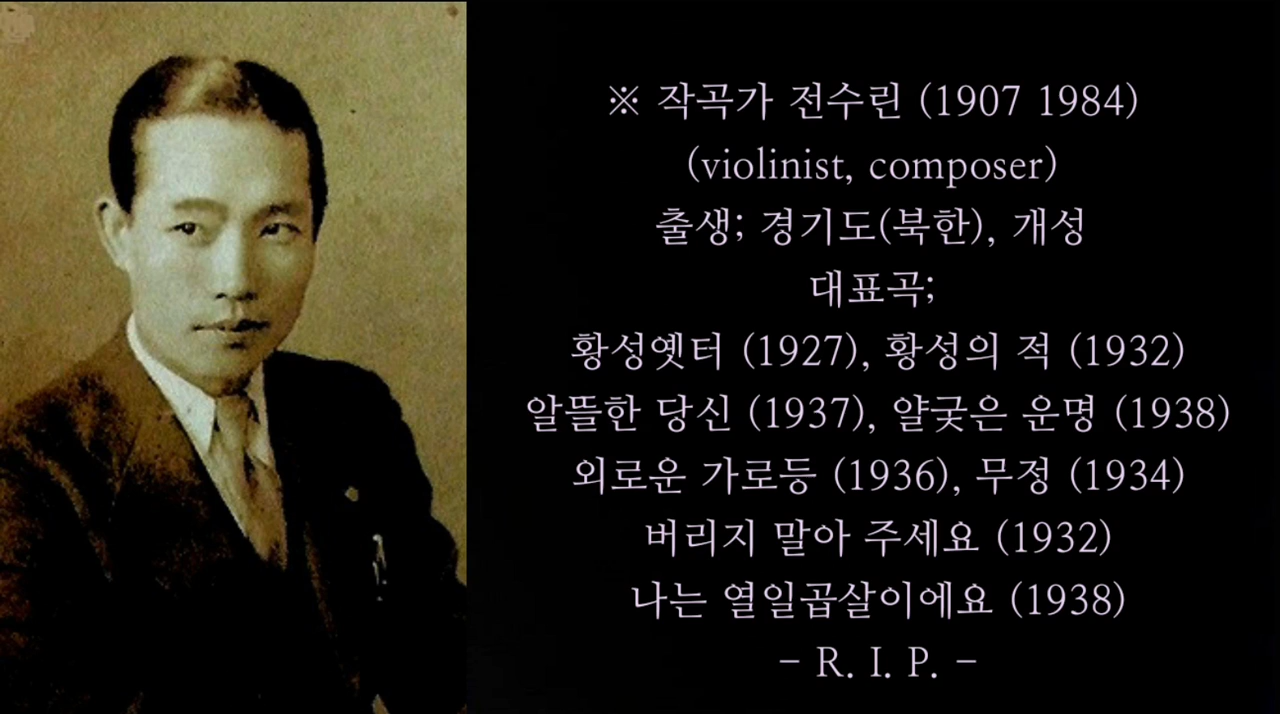 ※ 작곡가 전수린 (1907 1984)
(violinist, composer)
출생; 경기도(북한), 개성
대표곡;
황성옛터 (1927), 황성의 적 (1932)
알뜰한 당신 (1937), 얄궂은 운명 (1938)
외로운 가로등 (1936), 무정 (1934)
버리지 말아 주세요 (1932)
나는 열일곱살이에요 (1938)
- R. I. P. -